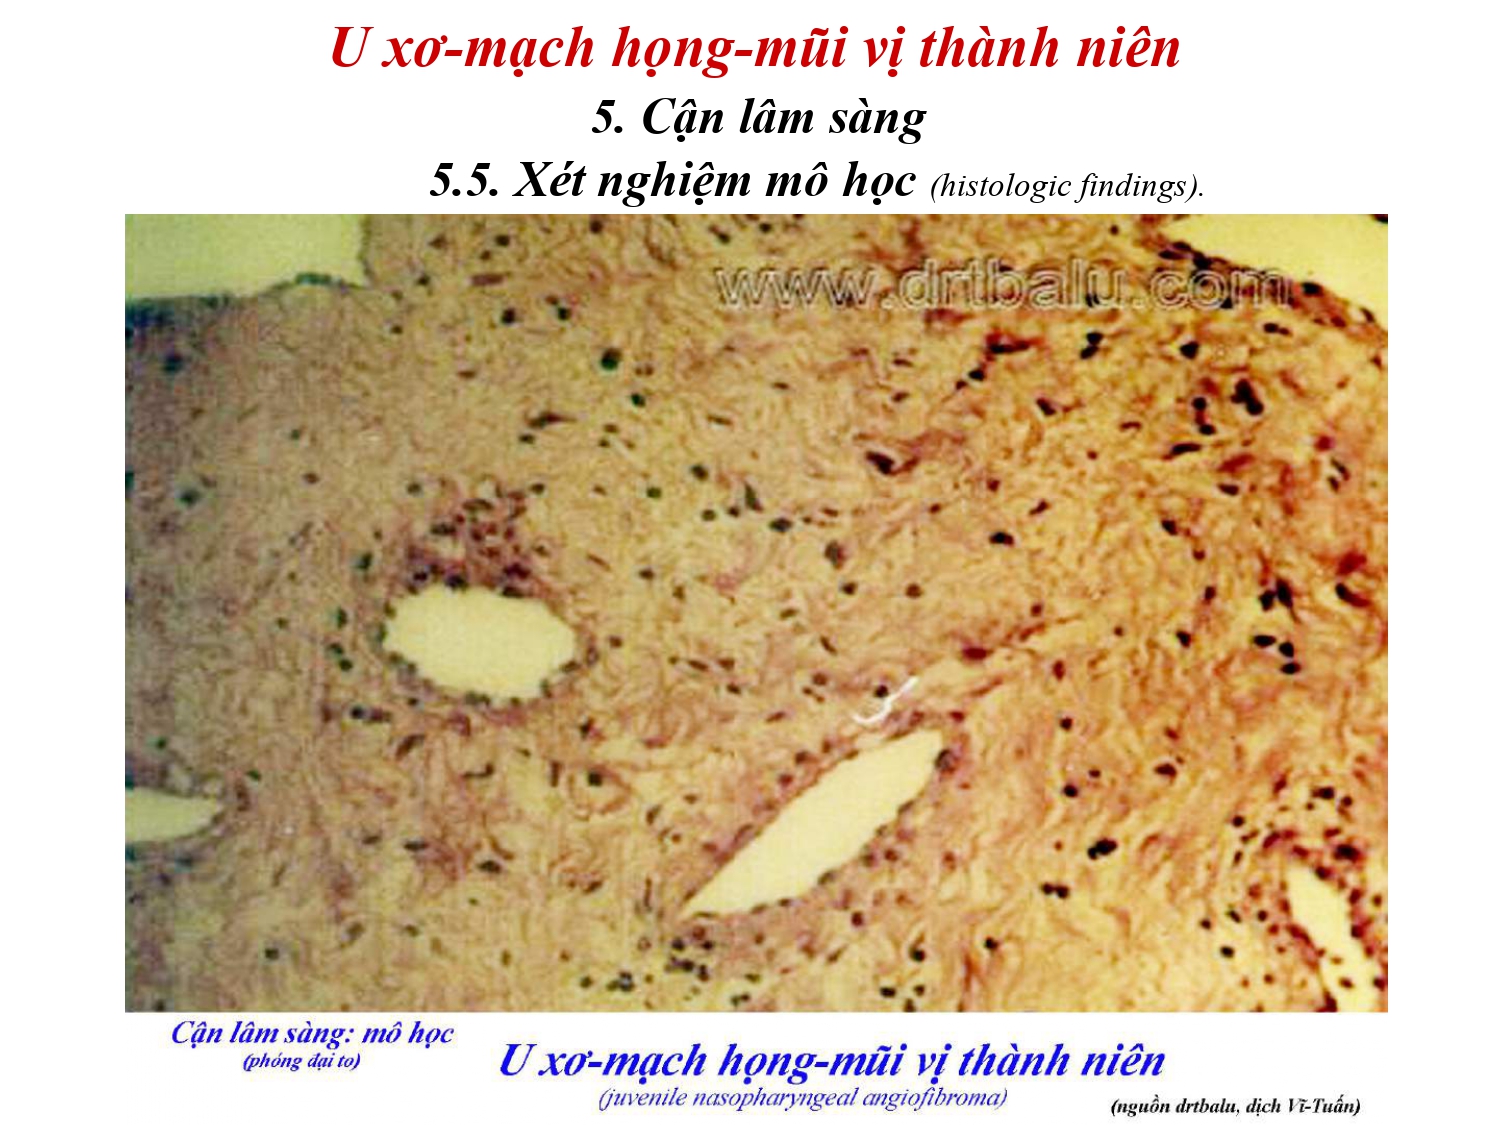 U xơ-mạch họng-mũi vị thành niên
5. Cận lâm sàng
5.5. Xét nghiệm mô học (histologic findings).
www.drtbalu.com
Cận lâm sàng: mô học
(phóng đại to)
U xơ-mạch họng-mũi vị thành niên
(juvenile nasopharyngeal angiofibroma)
(nguồn drtbalu, dịch Vĩ-Tuấn)